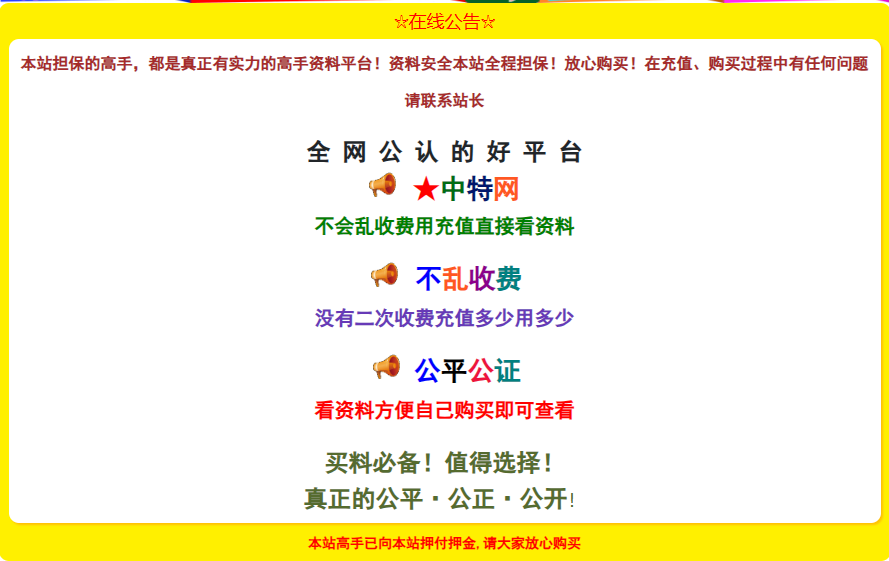 ☆在线公告☆
本站担保的高手，都是真正有实力的高手资料平台！资料安全本站全程担保！放心购买！在充值、购买过程中有任何问题
请联系站长
全 网 公 认 的 好 平 台
★中特网
不会乱收费用充值直接看资料
不乱收费
没有二次收费充值多少用多少
公平公证
看资料方便自己购买即可查看
买料必备！值得选择！
真正的公平·公正·公开!
本站高手已向本站押付押金,请大家放心购买